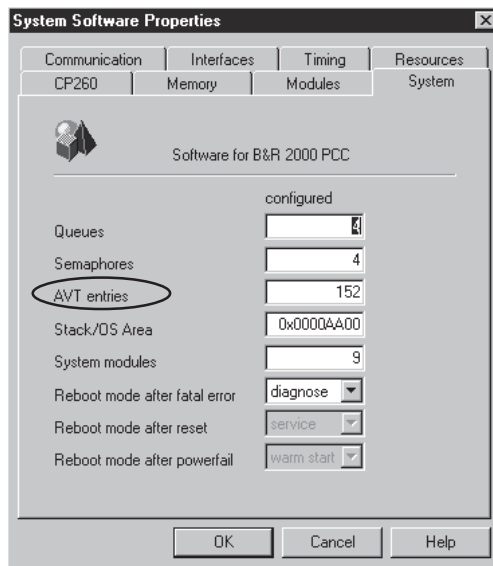 System Software Properties
Communication Interfaces Timing Resources
CP260 Memory Modules System
Software for B&R 2000 PCC
configured
Queues 4
Semaphores 4
AVT entries 152
Stack/OS Area 0x0000AA00
System modules 9
Reboot mode after fatal error diagnose
Reboot mode after reset service
Reboot mode after powerfail warm start
OK Cancel Help